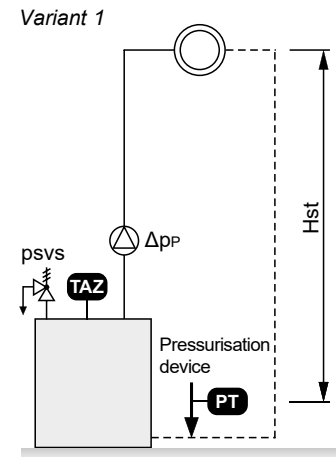 Variant 1
ΔpP
psvs
TAZ
Hst
Pressurisation
device
PT